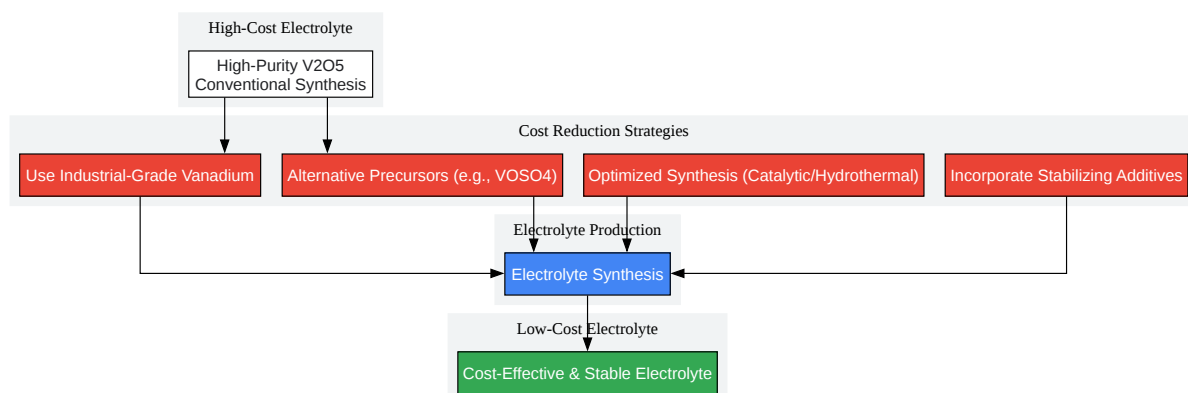 High-Cost Electrolyte
High-Purity V2O5
Conventional Synthesis
Cost Reduction Strategies
Use Industrial-Grade Vanadium
Alternative Precursors (e.g., VOSO4)
Optimized Synthesis (Catalytic/Hydrothermal)
Incorporate Stabilizing Additives
Electrolyte Production
Electrolyte Synthesis
Low-Cost Electrolyte
Cost-Effective & Stable Electrolyte